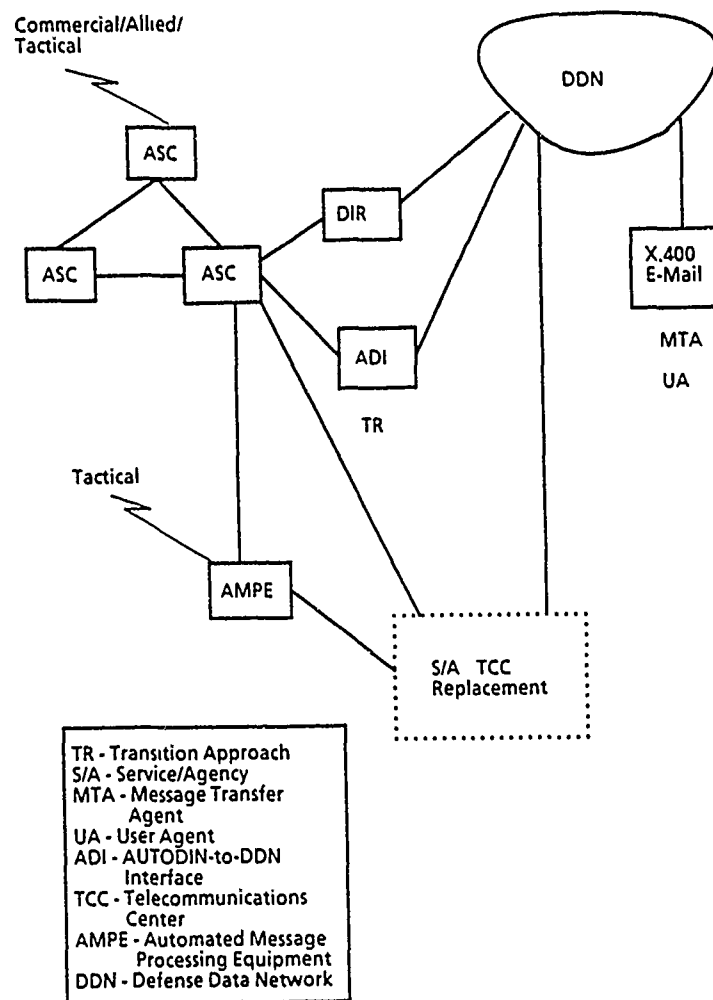 Commercial/Allied/
Tactical
DDN
ASC
DIR
ASC
ASC
X.400
E-Mail
ADI
MTA
UA
TR
Tactical
AMPE
S/A TCC
Replacement
TR - Transition Approach
S/A - Service/Agency
MTA - Message Transfer
Agent
UA - User Agent
ADI - AUTODIN-to-DDN
Interface
TCC - Telecommunications
Center
AMPE - Automated Message
Processing Equipment
DDN - Defense Data Network